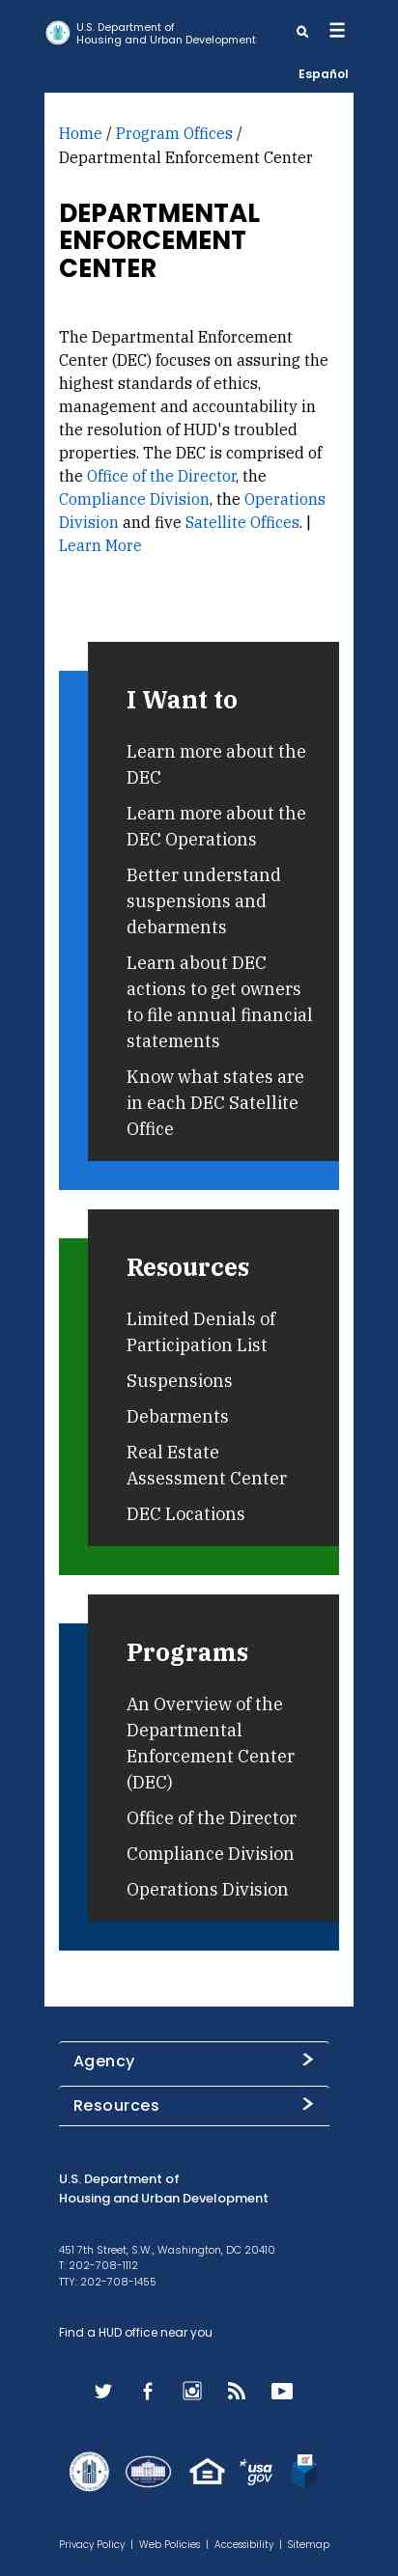 U.S. Department of
Housing and Urban Development
Español
Home / Program Offices /
Departmental Enforcement Center
DEPARTMENTAL
ENFORCEMENT
CENTER
The Departmental Enforcement
Center (DEC) focuses on assuring the
highest standards of ethics,
management and accountability in
the resolution of HUD's troubled
properties. The DEC is comprised of
the Office of the Director, the
Compliance Division, the Operations
Division and five Satellite Offices. |
Learn More
I Want to
Learn more about the
DEC
Learn more about the
DEC Operations
Better understand
suspensions and
debarments
Learn about DEC
actions to get owners
to file annual financial
statements
Know what states are
in each DEC Satellite
Office
Resources
Limited Denials of
Participation List
Suspensions
Debarments
Real Estate
Assessment Center
DEC Locations
Programs
An Overview of the
Departmental
Enforcement Center
(DEC)
Office of the Director
Compliance Division
Operations Division
Agency
Resources
U.S. Department of
Housing and Urban Development
451 7th Street, S.W., Washington, DC 20410
T: 202-708-1112
TTY: 202-708-1455
Find a HUD office near you
usa
gov
Privacy Policy | Web Policies | Accessibility | Sitemap